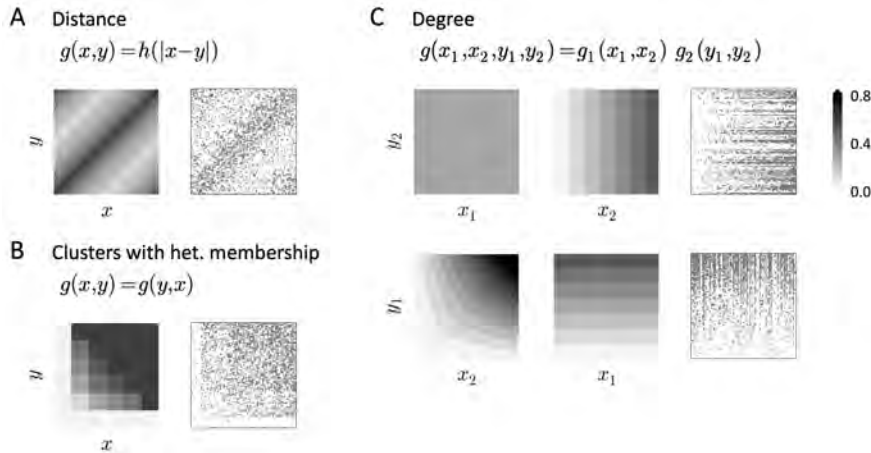 A Distance
g(x,y)=h(|x−y|)
y
x
B Clusters with het. membership
g(x,y)=g(y,x)
y
x
C Degree
g(x₁,x₂,y₁,y₂)=g₁(x₁,x₂) g₂(y₁,y₂)
y₂
x₁
x₂
0.8
0.4
0.0
y₁
x₂
x₁